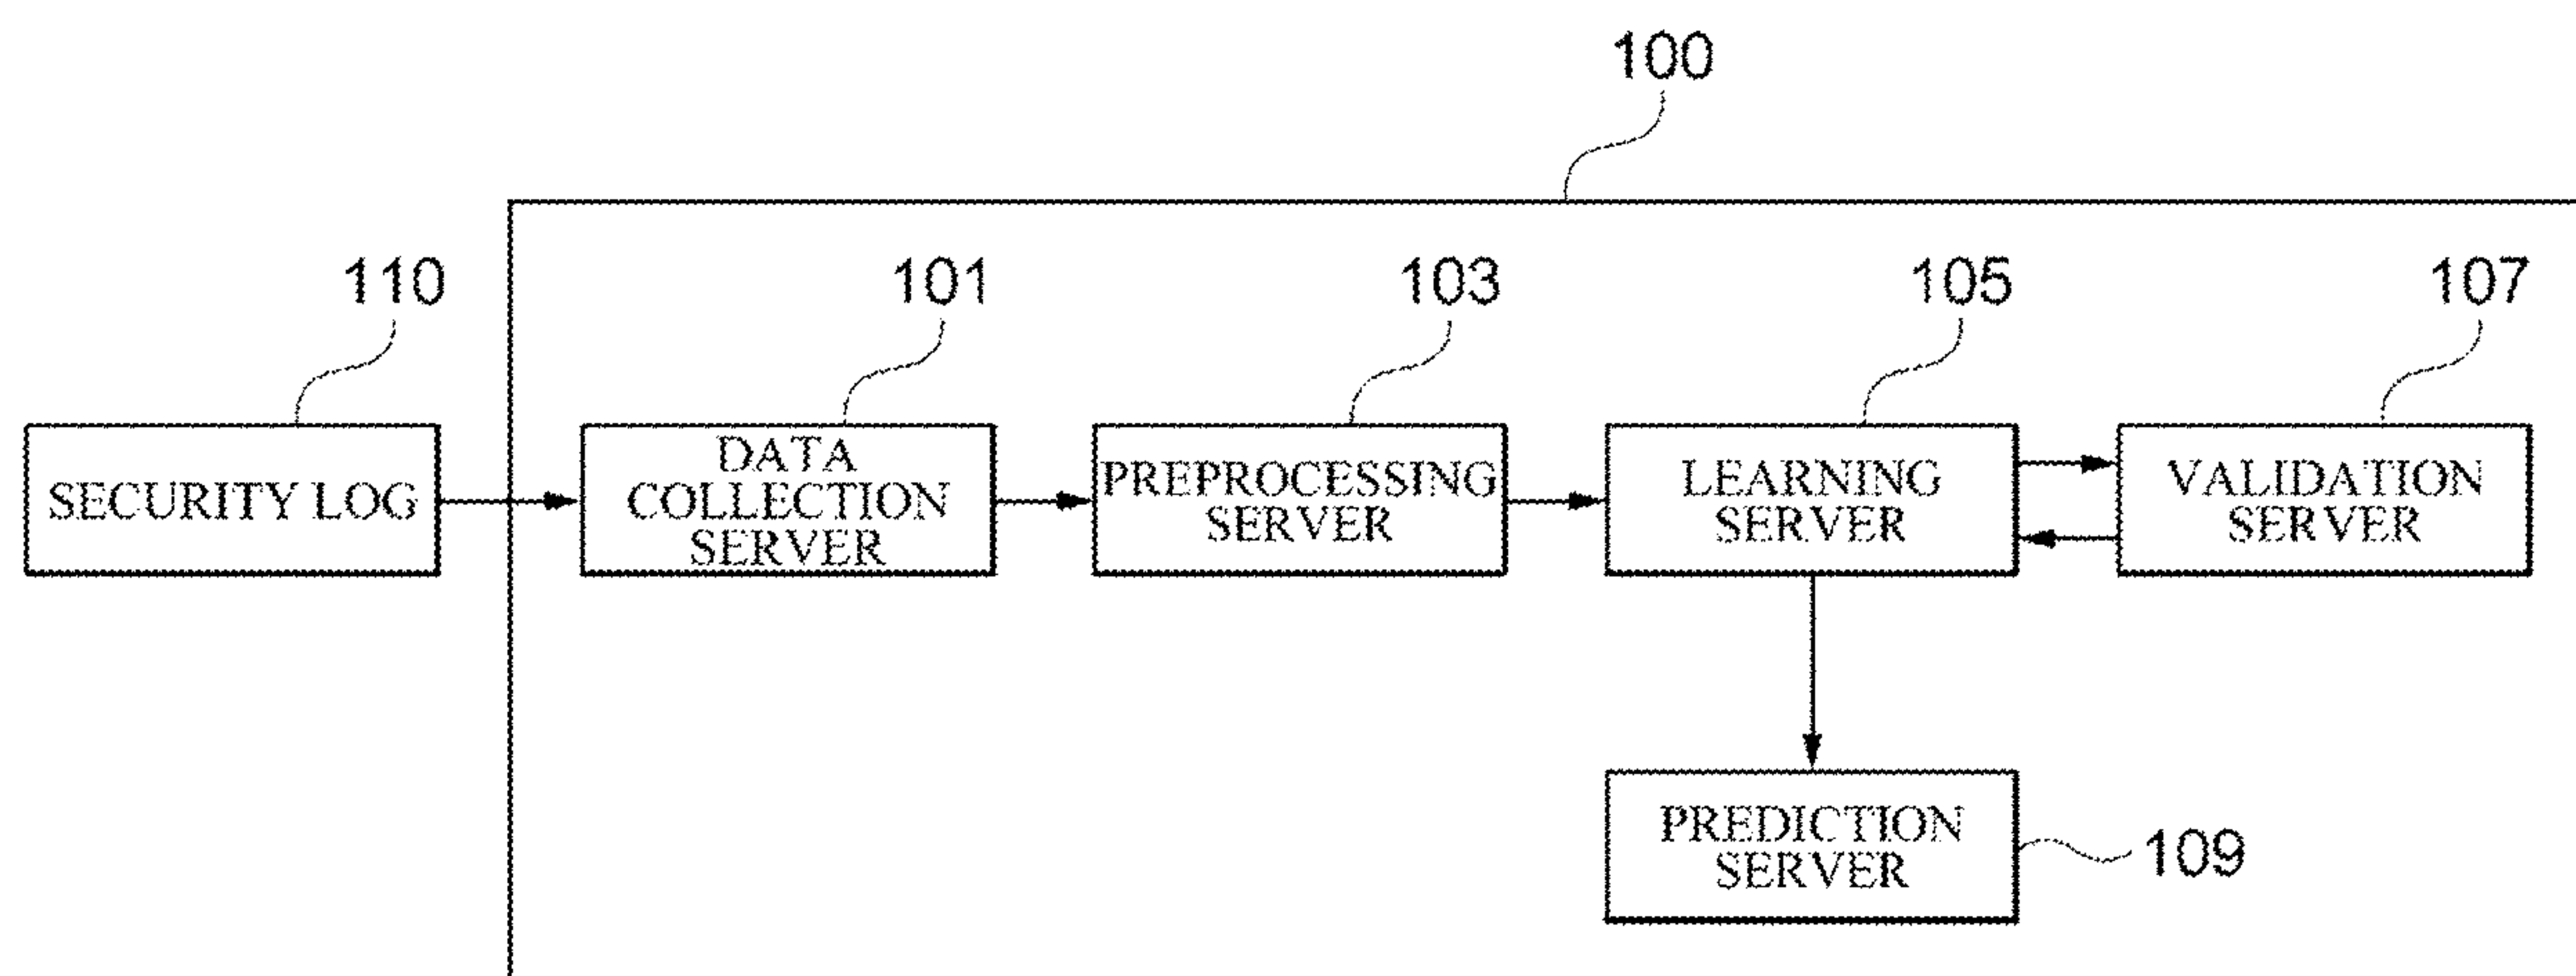 100
110
101
103
105
107
SECURITY LOG
DATA
COLLECTION
SERVER
PREPROCESSING
SERVER
LEARNING
SERVER
VALIDATION
SERVER
PREDICTION
SERVER
109